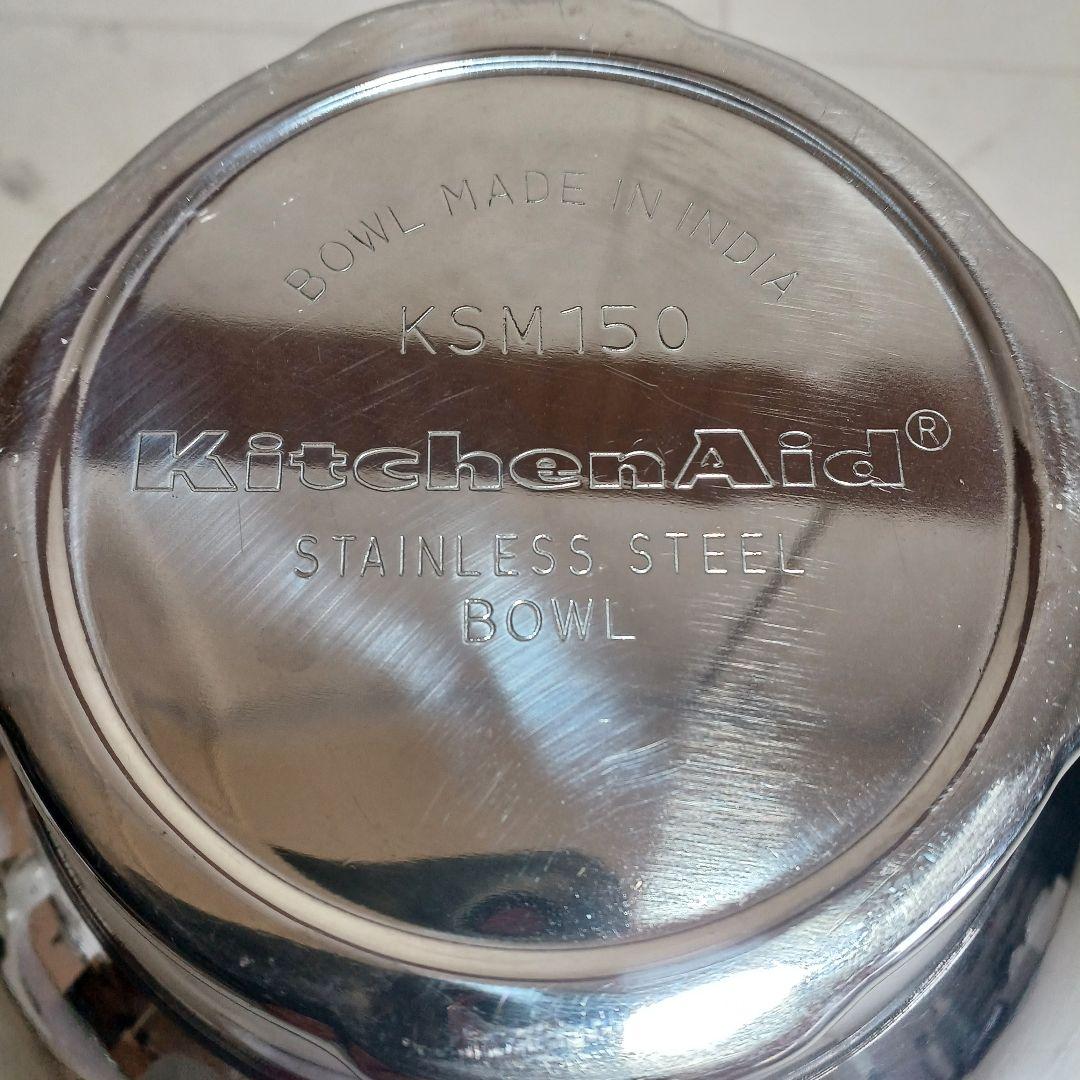 BOWL MADE IN INDIA
KSM150
KitchenAid®
STAINLESS STEEL
BOWL